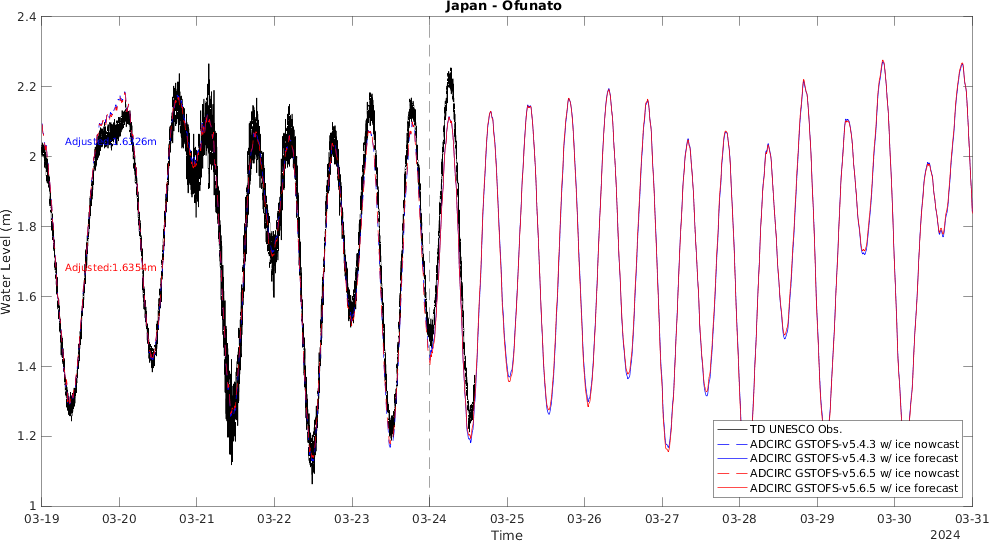 Japan - Ofunato
Water Level (m)
2.4
2.2
2
1.8
1.6
1.4
1.2
1
Adjusted:1.6326m
Adjusted:1.6354m
TD UNESCO Obs.
ADCIRC GSTOFS-v5.4.3 w/ ice nowcast
ADCIRC GSTOFS-v5.4.3 w/ ice forecast
ADCIRC GSTOFS-v5.6.5 w/ ice nowcast
ADCIRC GSTOFS-v5.6.5 w/ ice forecast
03-19 03-20 03-21 03-22 03-23 03-24 03-25 03-26 03-27 03-28 03-29 03-30 03-31
Time
2024